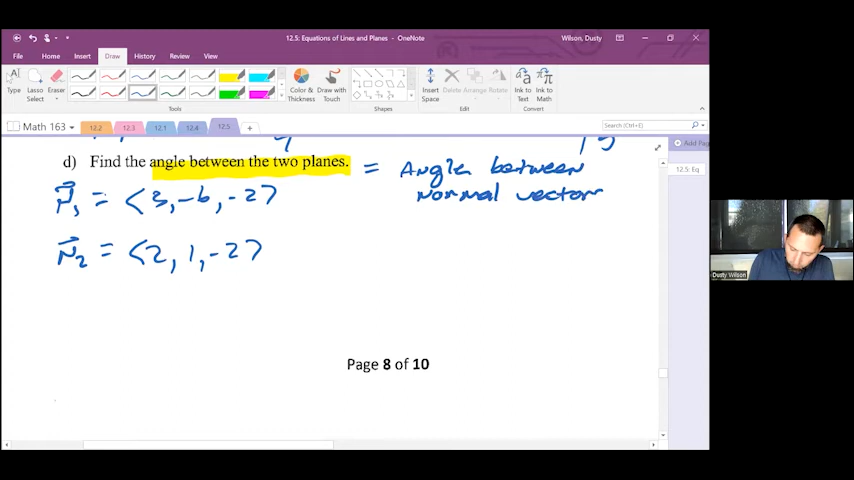 12.5: Equations of Lines and Planes - OneNote
Wilson, Dusty
File Home Insert Draw History Review View
Type
Lasso Select
Eraser
Tools
Color & Thickness
Draw with Touch
Shapes
Insert Space
Delete
Arrange
Rotate
Edit
Ink to Text
Ink to Math
Convert
Math 163
12.2 12.3 12.1 12.4 12.5
Search (Ctrl+E)
Add Pag
12.5: Eq
d) Find the angle between the two planes. = Angle between
normal vectors
n⃗₁ = <3, -6, -2>
n⃗₂ = <2, 1, -2>
Page 8 of 10
Dusty Wilson